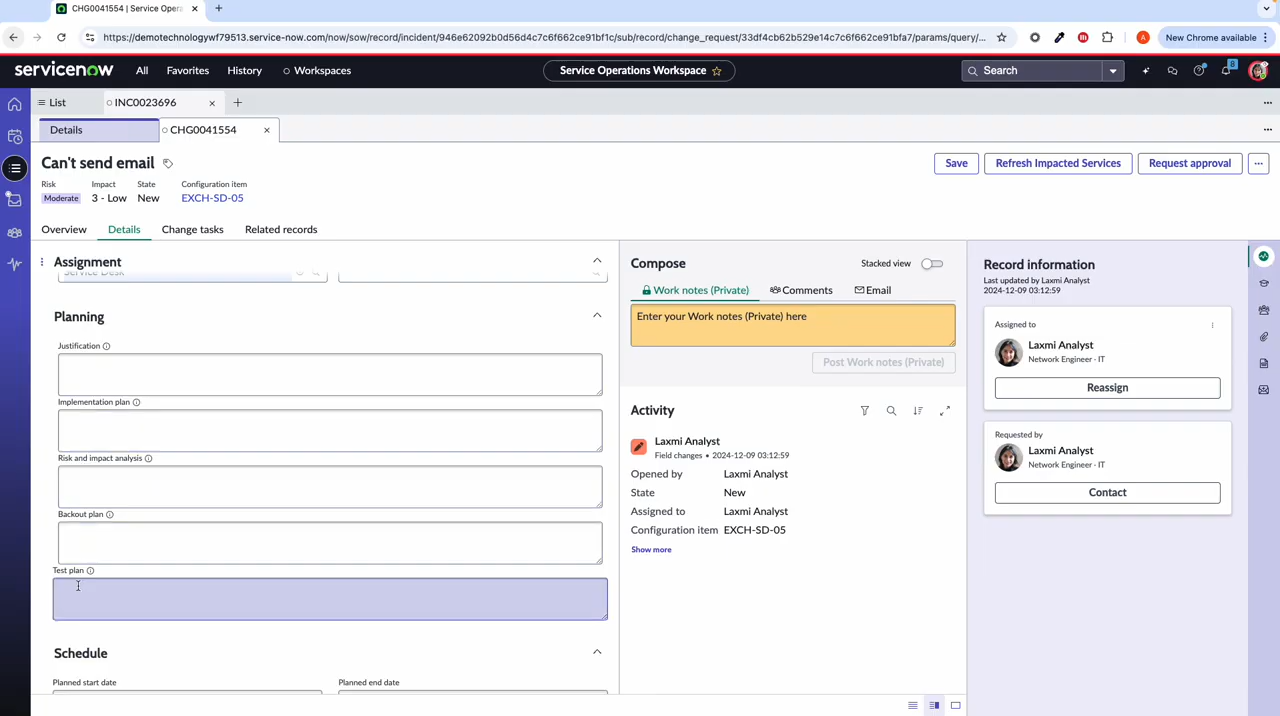 CHG0041554 | Service Opera
https://demotechnologywf79513.service-now.com/now/sow/record/incident/946e62092b0d56d4c7c6f662ce91bf1c/sub/record/change_request/33df4cb62b529e14c7c6f662ce91bfa7/params/query/...
New Chrome available
servicenow
All
Favorites
History
Workspaces
Service Operations Workspace
Search
8
List
INC0023696
Details
CHG0041554
Can't send email
Save
Refresh Impacted Services
Request approval
Risk
Impact
State
Configuration item
Moderate
3 - Low
New
EXCH-SD-05
Overview
Details
Change tasks
Related records
Assignment
Service Desk
Planning
Justification
Implementation plan
Risk and impact analysis
Backout plan
Test plan
Schedule
Planned start date
Planned end date
Compose
Stacked view
Work notes (Private)
Comments
Email
Enter your Work notes (Private) here
Post Work notes (Private)
Activity
Laxmi Analyst
Field changes • 2024-12-09 03:12:59
Opened by Laxmi Analyst
State New
Assigned to Laxmi Analyst
Configuration item EXCH-SD-05
Show more
Record information
Last updated by Laxmi Analyst
2024-12-09 03:12:59
Assigned to
Laxmi Analyst
Network Engineer - IT
Reassign
Requested by
Laxmi Analyst
Network Engineer - IT
Contact